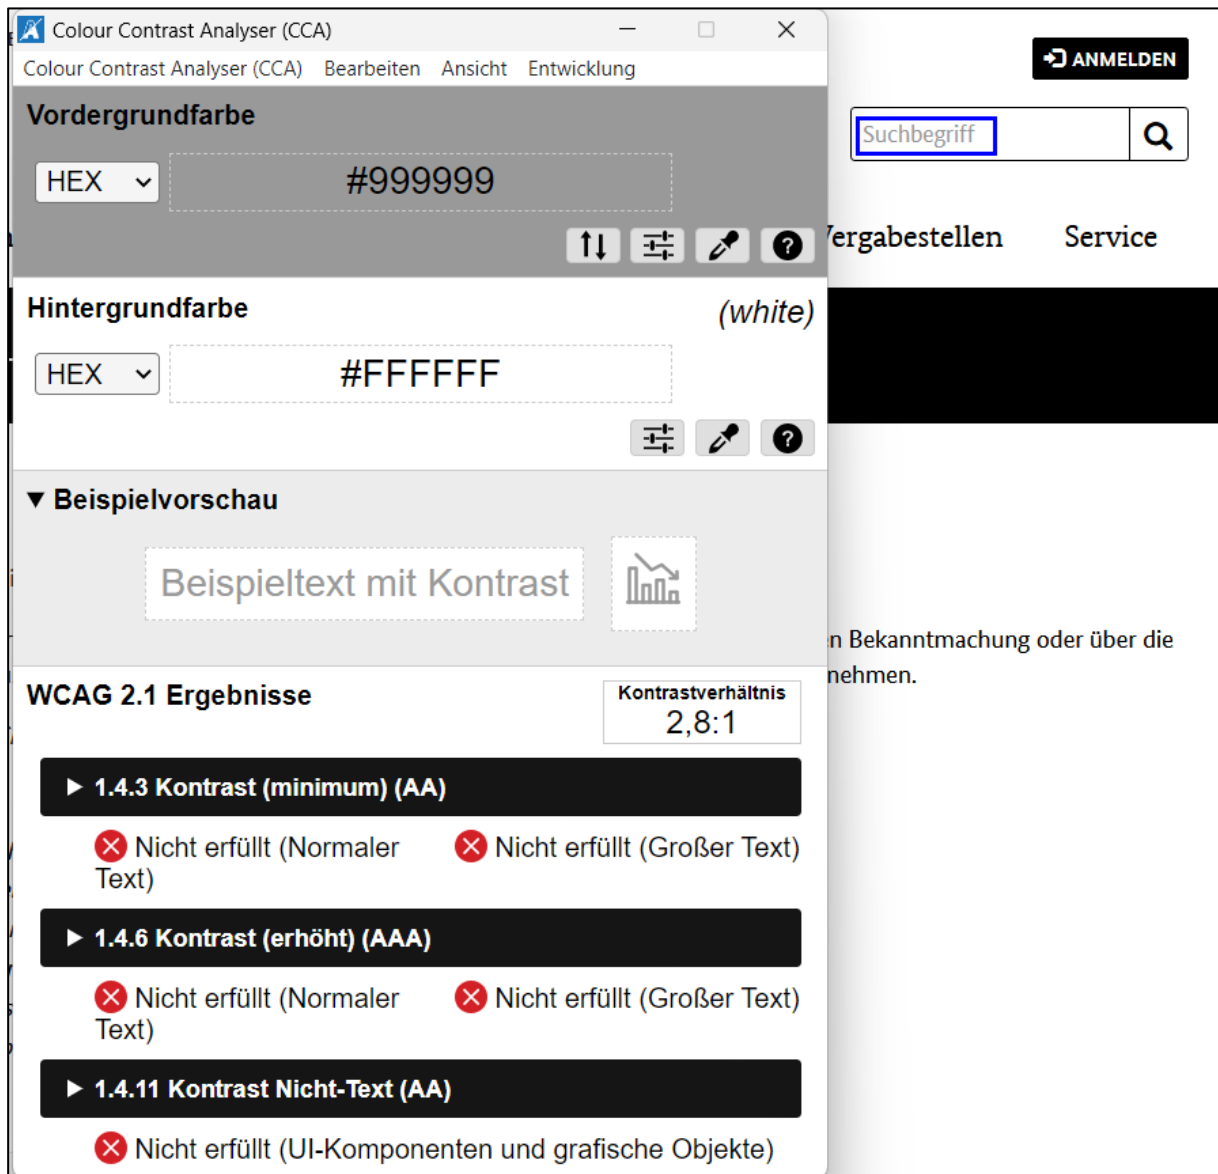 Colour Contrast Analyser (CCA)
Colour Contrast Analyser (CCA) Bearbeiten Ansicht Entwicklung
ANMELDEN
Vordergrundfarbe
Suchbegriff
HEX #999999
Vergabestellen Service
Hintergrundfarbe (white)
HEX #FFFFFF
Beispielvorschau
Beispieltext mit Kontrast
n Bekanntmachung oder über die
nehmen.
WCAG 2.1 Ergebnisse
Kontrastverhältnis
2,8:1
1.4.3 Kontrast (minimum) (AA)
Nicht erfüllt (Normaler Nicht erfüllt (Großer Text)
Text)
1.4.6 Kontrast (erhöht) (AAA)
Nicht erfüllt (Normaler Nicht erfüllt (Großer Text)
Text)
1.4.11 Kontrast Nicht-Text (AA)
Nicht erfüllt (UI-Komponenten und grafische Objekte)